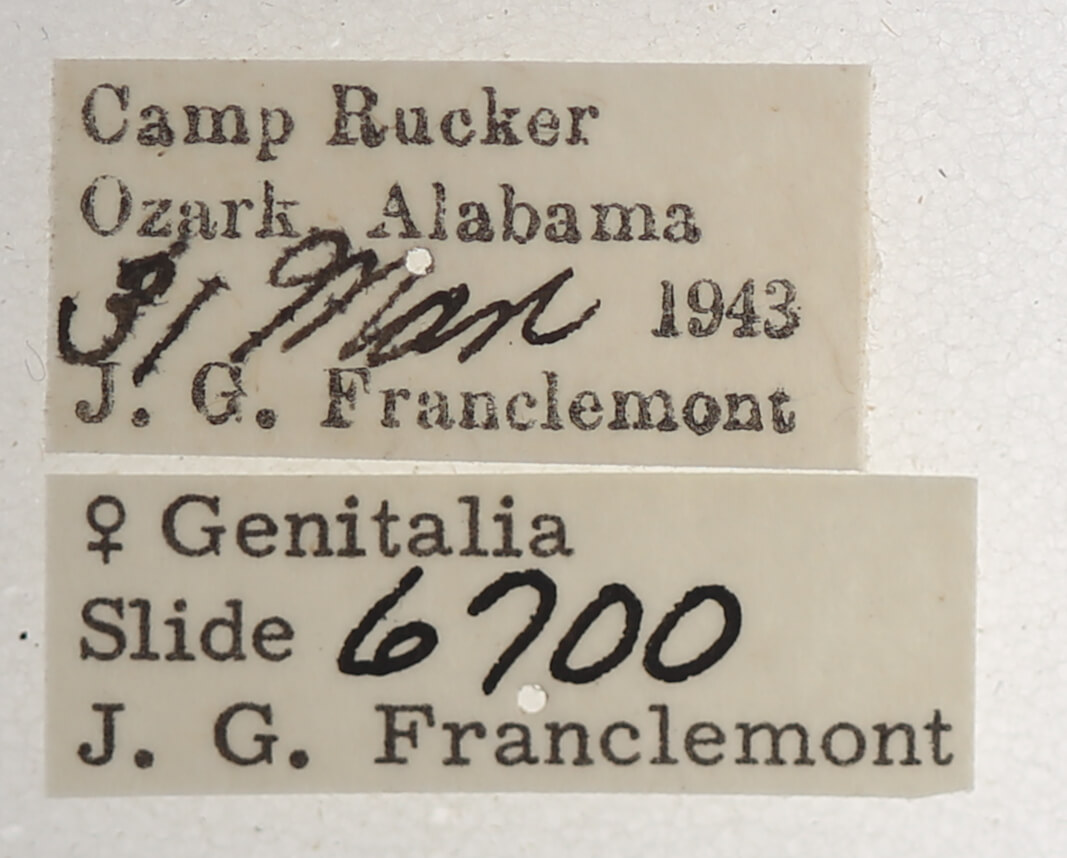 Camp Rucker
Ozark, Alabama
31 Mar 1943
J. G. Franclemont
♀ Genitalia
Slide 6700
J. G. Franclemont